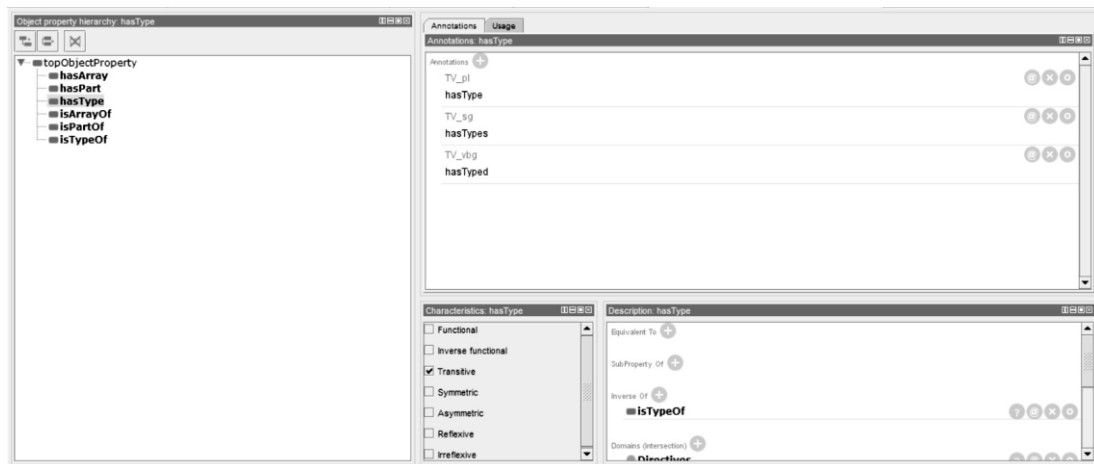 Object property hierarchy: hasType
topObjectProperty
hasArray
hasPart
hasType
isArrayOf
isPartOf
isTypeOf
Annotations Usage
Annotations: hasType
Annotations
TV_pl
hasType
TV_sg
hasTypes
TV_vbg
hasTyped
Characteristics: hasType
Functional
Inverse functional
Transitive
Symmetric
Asymmetric
Reflexive
Irreflexive
Description: hasType
Equivalent To
SubProperty Of
Inverse Of
isTypeOf
Domains (intersection)
Directives